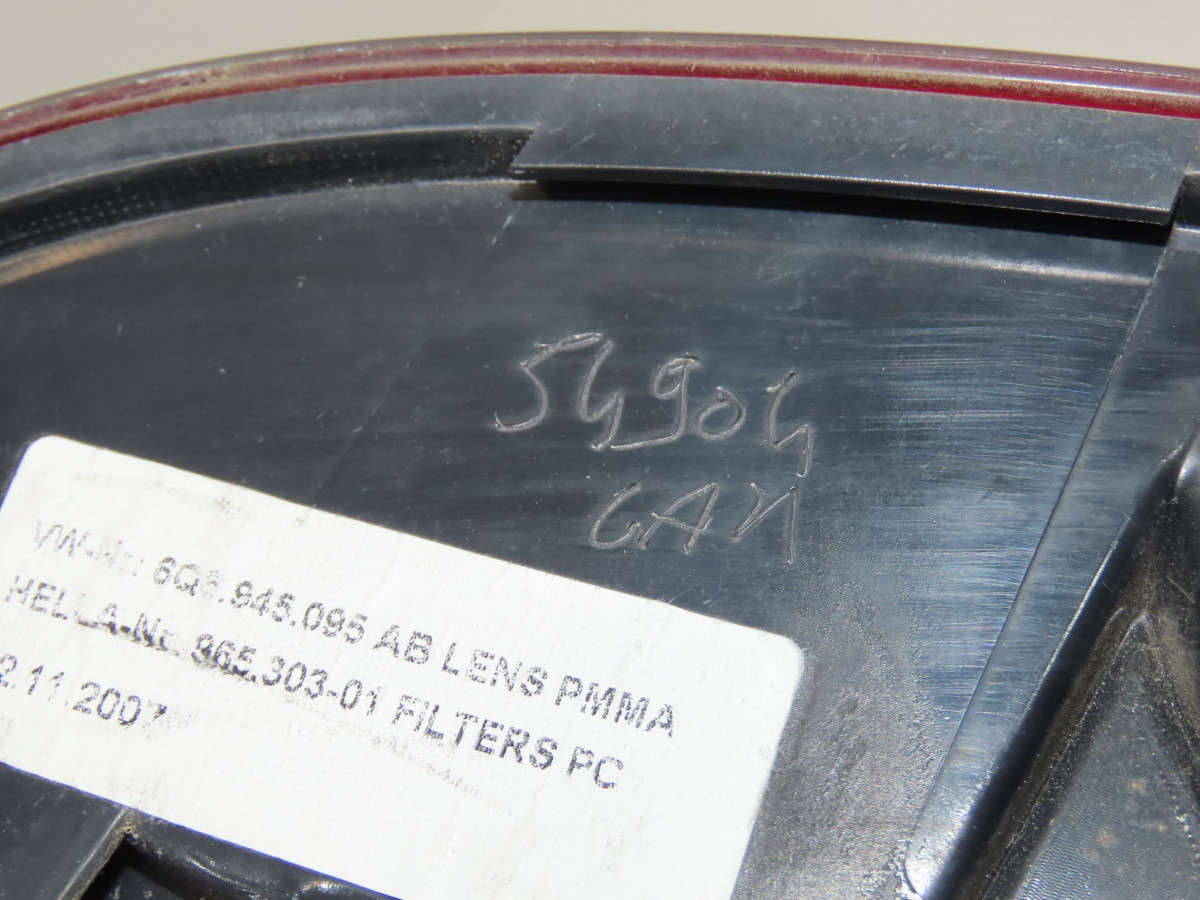 54904
GAN
VW-Nr: 6Q6.945.095 AB LENS PMMA
HELLA-Nr. 965.303-01 FILTERS PC
2.11.2007